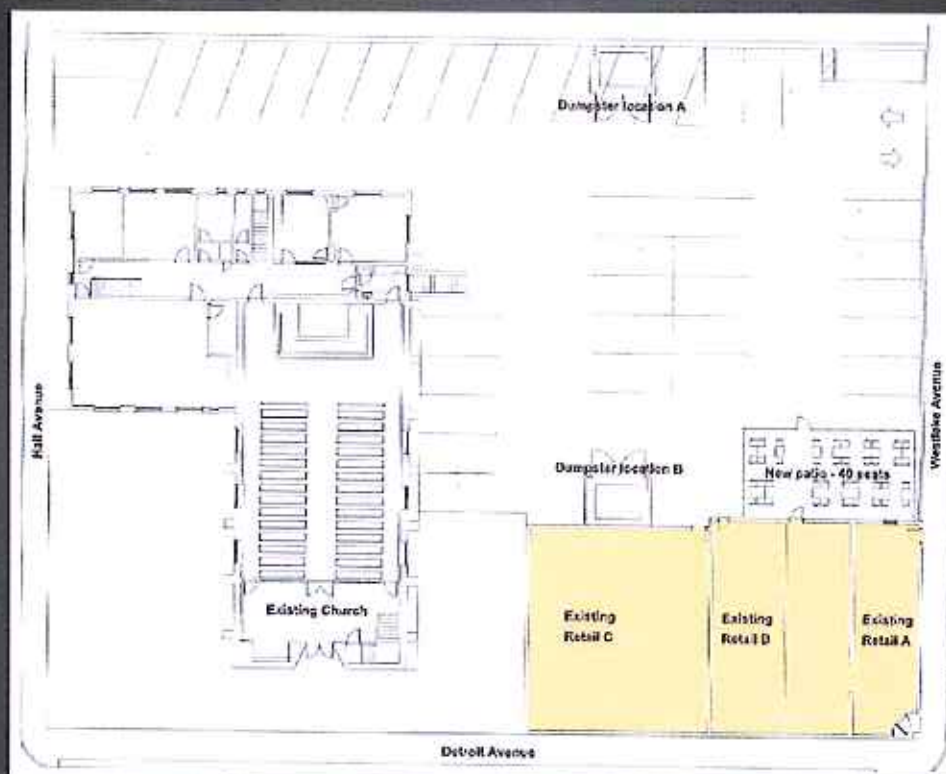 Dumpster location A
Hall Avenue
Westlake Avenue
Dumpster location B
New patio - 40 seats
Existing Church
Existing
Retail C
Existing
Retail D
Existing
Retail A
Detroit Avenue